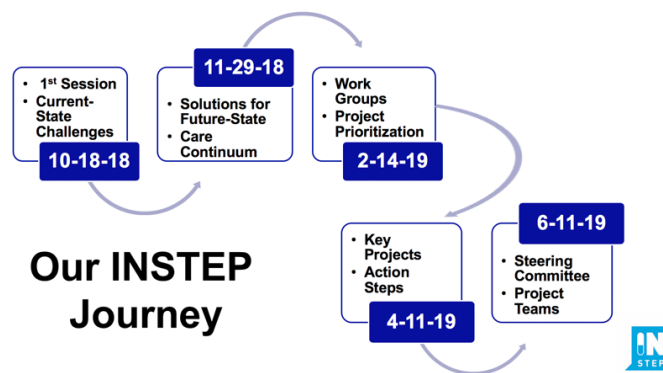 • 1st Session
• Current-
State
Challenges
10-18-18
11-29-18
• Solutions for
Future-State
• Care
Continuum
• Work
Groups
• Project
Prioritization
2-14-19
• Key
Projects
• Action
Steps
4-11-19
6-11-19
• Steering
Committee
• Project
Teams
Our INSTEP
Journey
IN
STEP